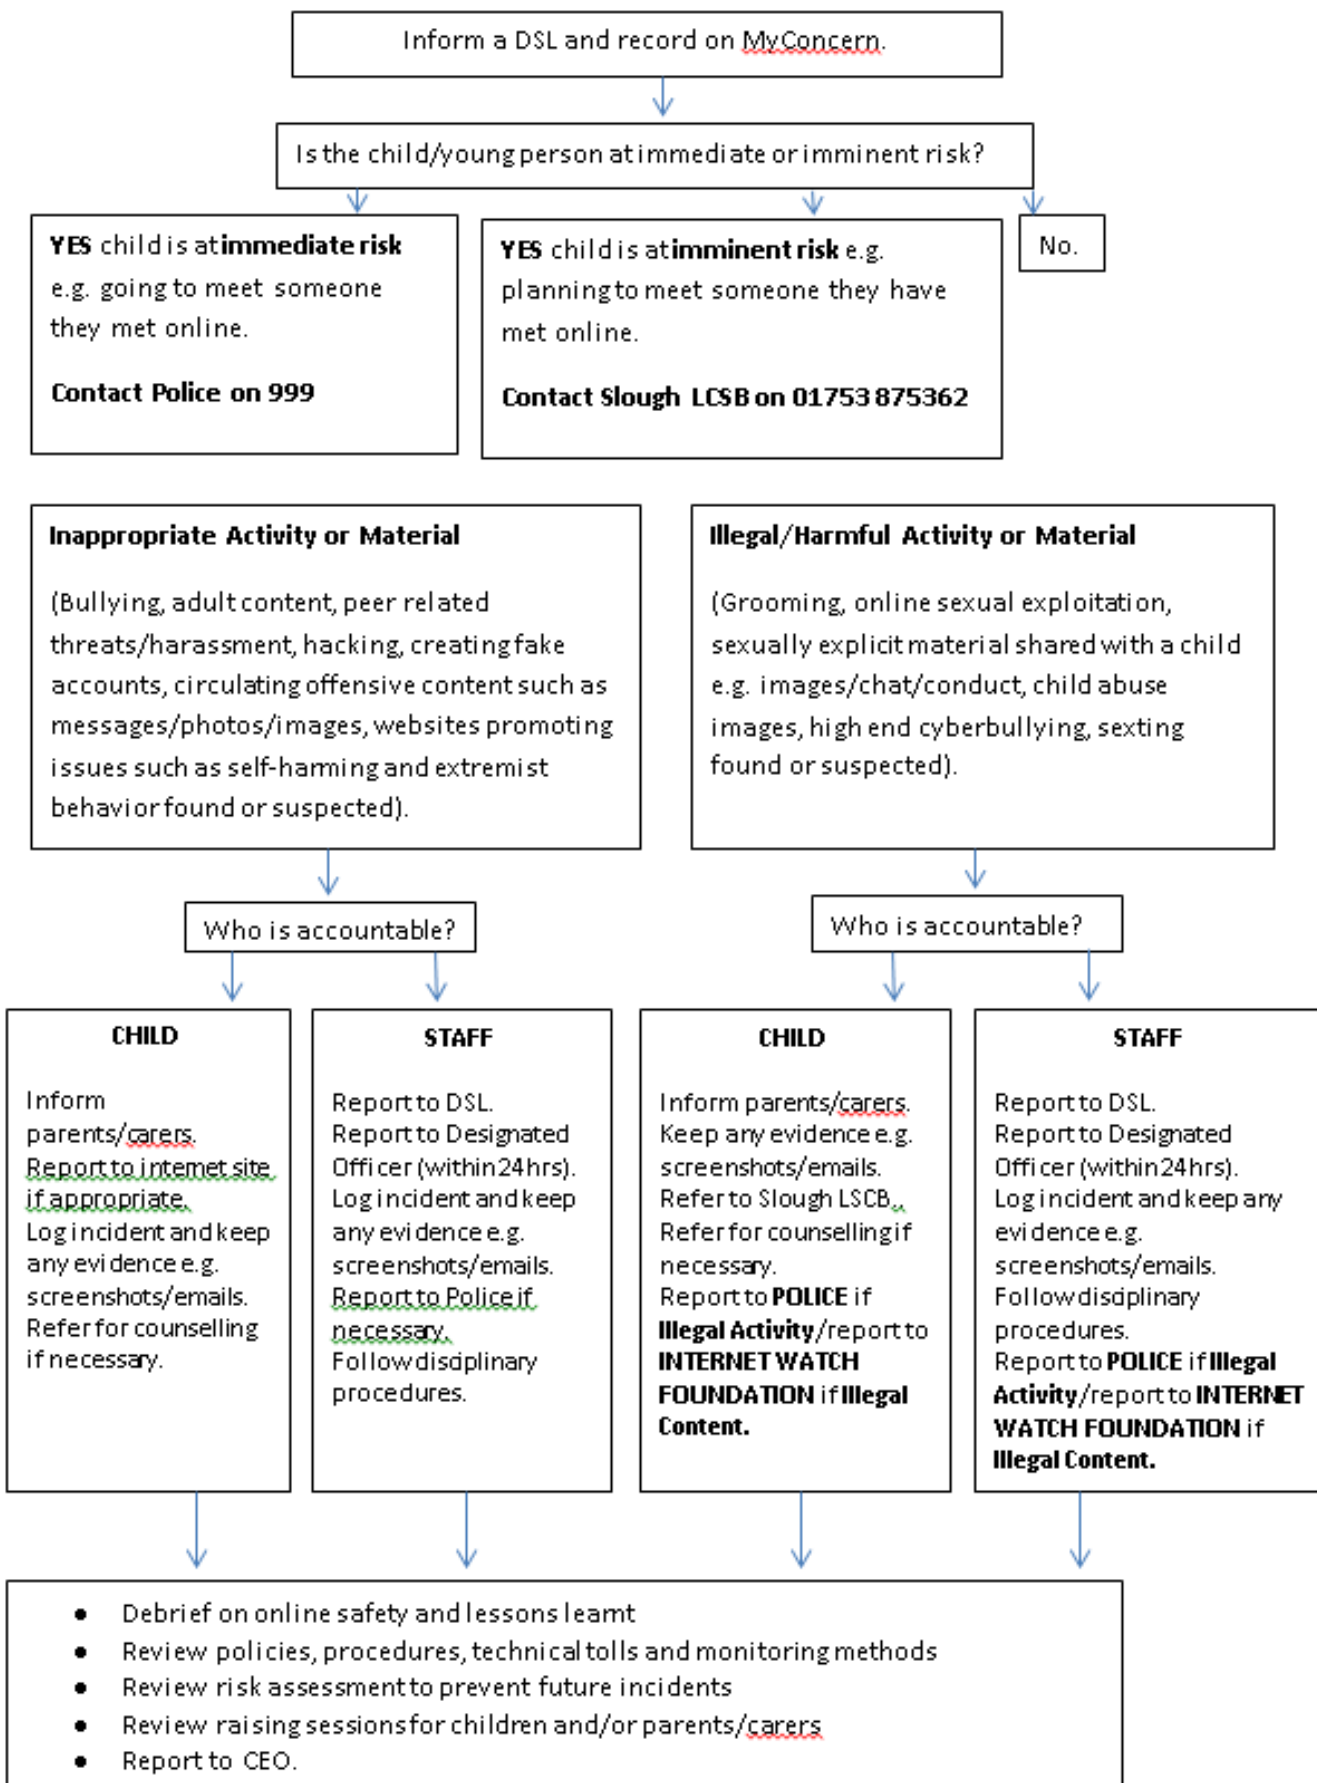 Inform a DSL and record on MyConcern.
Is the child/young person at immediate or imminent risk?
YES child is at immediate risk
e.g. going to meet someone
they met online.
Contact Police on 999
YES child is at imminent risk e.g.
planning to meet someone they have
met online.
Contact Slough LCSB on 01753 875362
No.
Inappropriate Activity or Material
(Bullying, adult content, peer related
threats/harassment, hacking, creating fake
accounts, circulating offensive content such as
messages/photos/images, websites promoting
issues such as self-harming and extremist
behavior found or suspected).
Illegal/Harmful Activity or Material
(Grooming, online sexual exploitation,
sexually explicit material shared with a child
e.g. images/chat/conduct, child abuse
images, high end cyberbullying, sexting
found or suspected).
Who is accountable?
Who is accountable?
CHILD
Inform
parents/carers.
Report to internet site
if appropriate.
Log incident and keep
any evidence e.g.
screenshots/emails.
Refer for counselling
if necessary.
STAFF
Report to DSL.
Report to Designated
Officer (within 24hrs).
Log incident and keep
any evidence e.g.
screenshots/emails.
Report to Police if
necessary.
Follow disciplinary
procedures.
CHILD
Inform parents/carers.
Keep any evidence e.g.
screenshots/emails.
Refer to Slough LSCB..
Refer for counselling if
necessary.
Report to POLICE if
Illegal Activity/report to
INTERNET WATCH
FOUNDATION if Illegal
Content.
STAFF
Report to DSL.
Report to Designated
Officer (within 24hrs).
Log incident and keep any
evidence e.g.
screenshots/emails.
Follow disciplinary
procedures.
Report to POLICE if Illegal
Activity/report to INTERNET
WATCH FOUNDATION if
Illegal Content.
● Debrief on online safety and lessons learnt
● Review policies, procedures, technical tolls and monitoring methods
● Review risk assessment to prevent future incidents
● Review raising sessions for children and/or parents/carers
● Report to CEO.